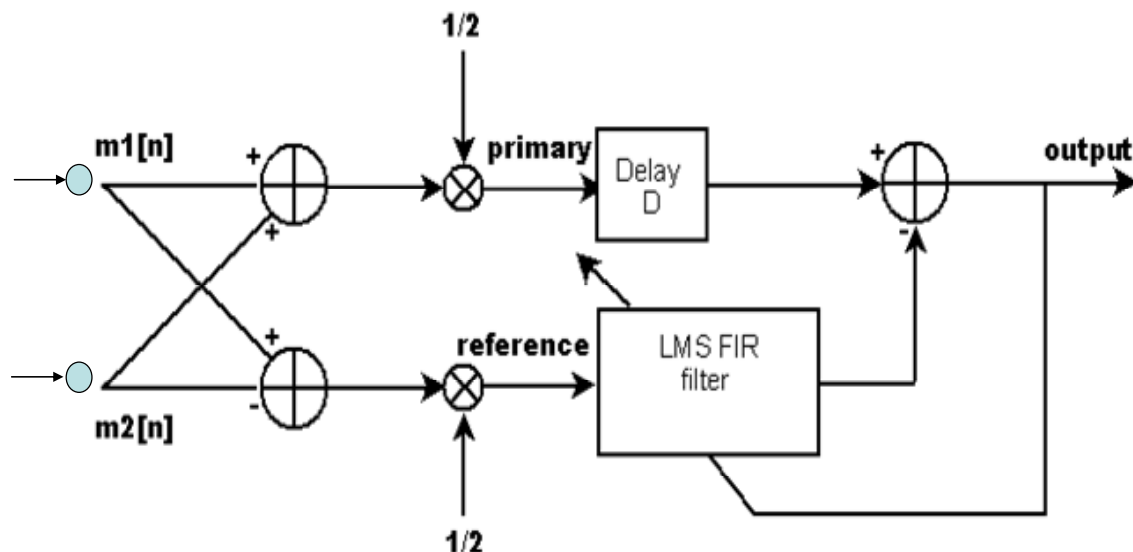 1/2
m1[n]
+
+
primary
Delay
D
+
-
output
+
-
m2[n]
reference
LMS FIR
filter
1/2